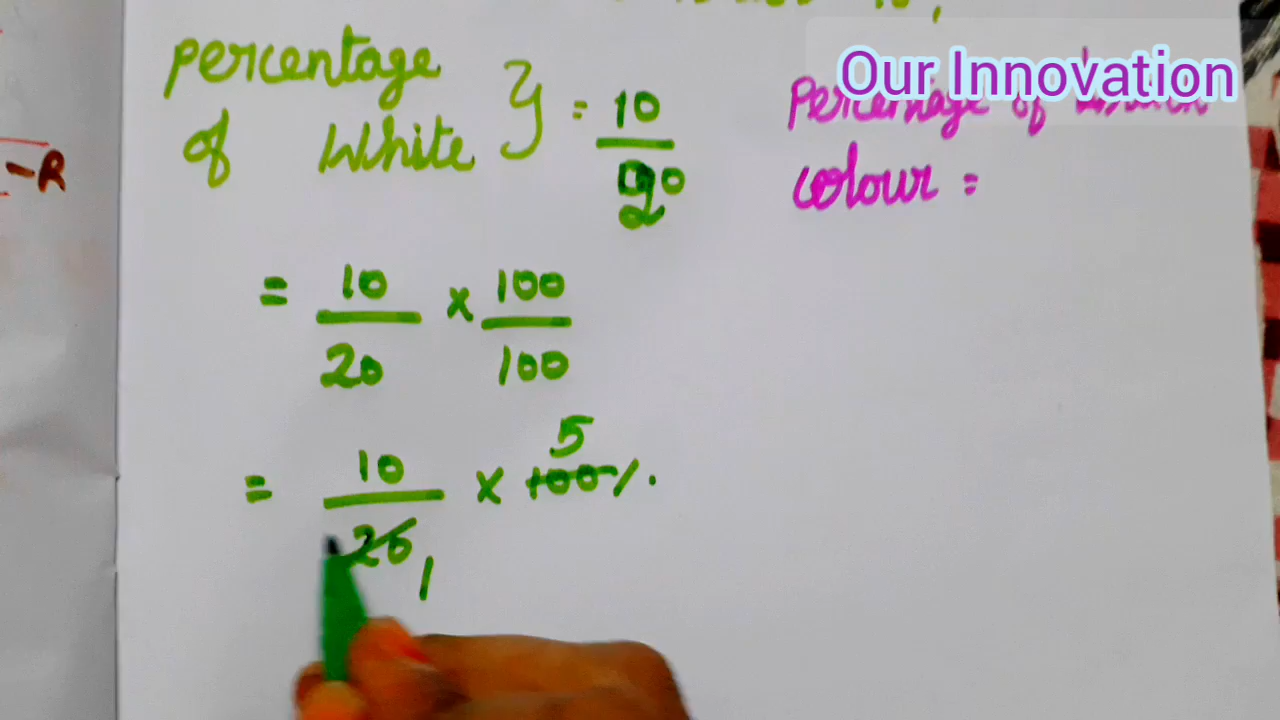 Our Innovation
Percentage
of White } = 10/20
Percentage of
colour =
= 10/20 × 100/100
5
= 10/20 × 100%.
1
-R